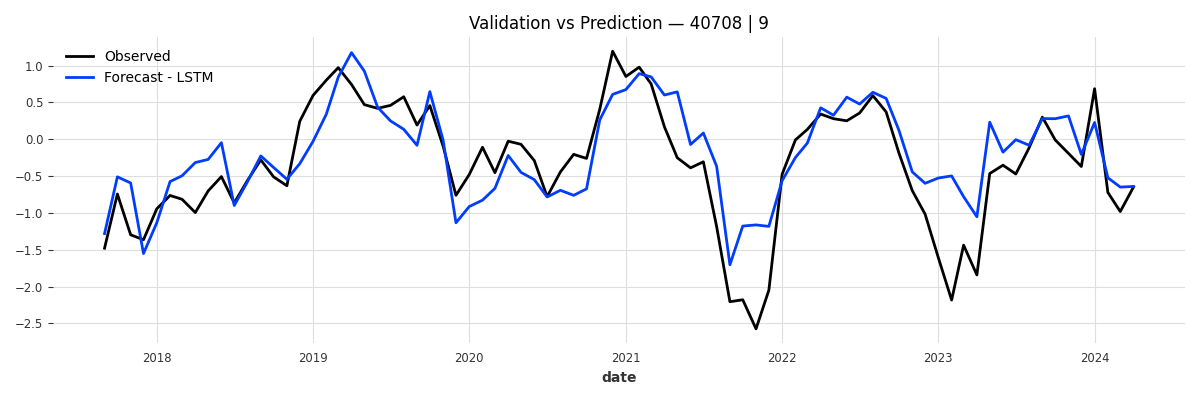 Validation vs Prediction — 40708 | 9
Observed
Forecast - LSTM
1.0
0.5
0.0
−0.5
−1.0
−1.5
−2.0
−2.5
2018 2019 2020 2021 2022 2023 2024
date